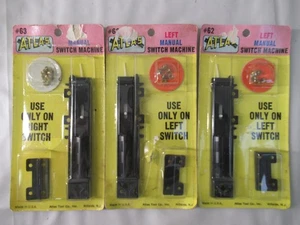 #63
ATLAS
MANUAL
SWITCH MACHINE
USE
ONLY ON
RIGHT
SWITCH
ATLAS
LEFT
MANUAL
SWITCH MACHINE
USE
ONLY ON
LEFT
SWITCH
#62
ATLAS
LEFT
MANUAL
SWITCH MACHINE
USE
ONLY ON
LEFT
SWITCH